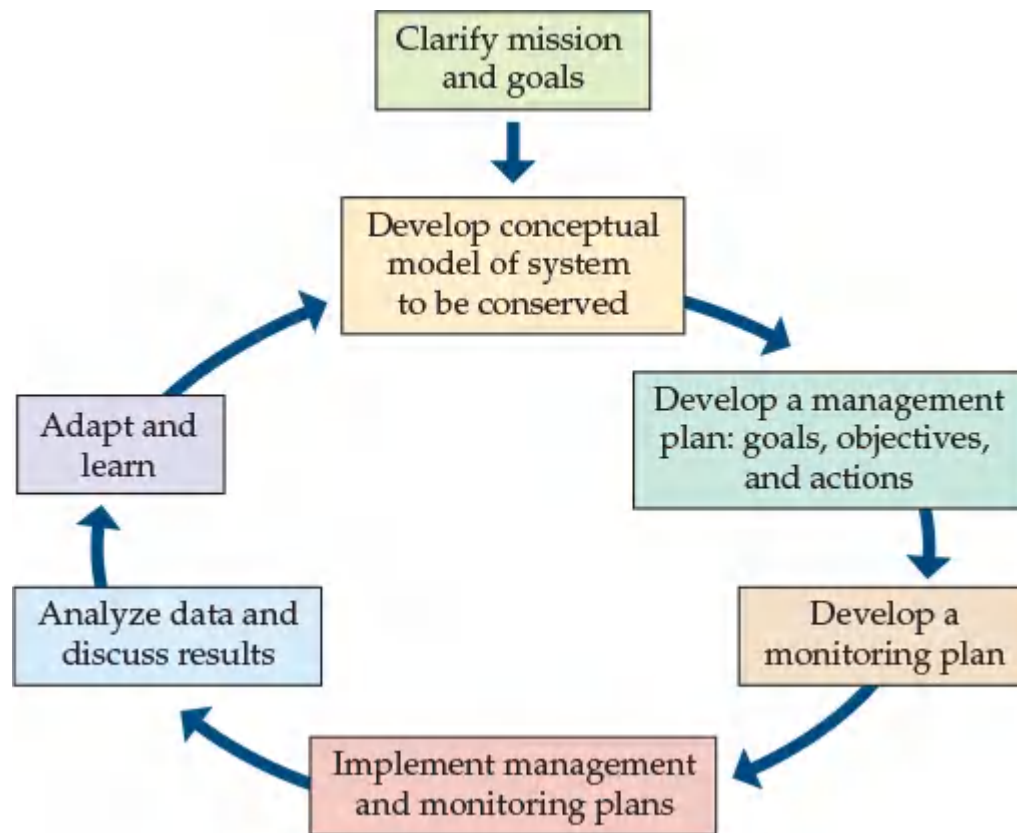 Clarify mission
and goals
Develop conceptual
model of system
to be conserved
Develop a management
plan: goals, objectives,
and actions
Develop a
monitoring plan
Implement management
and monitoring plans
Analyze data and
discuss results
Adapt and
learn